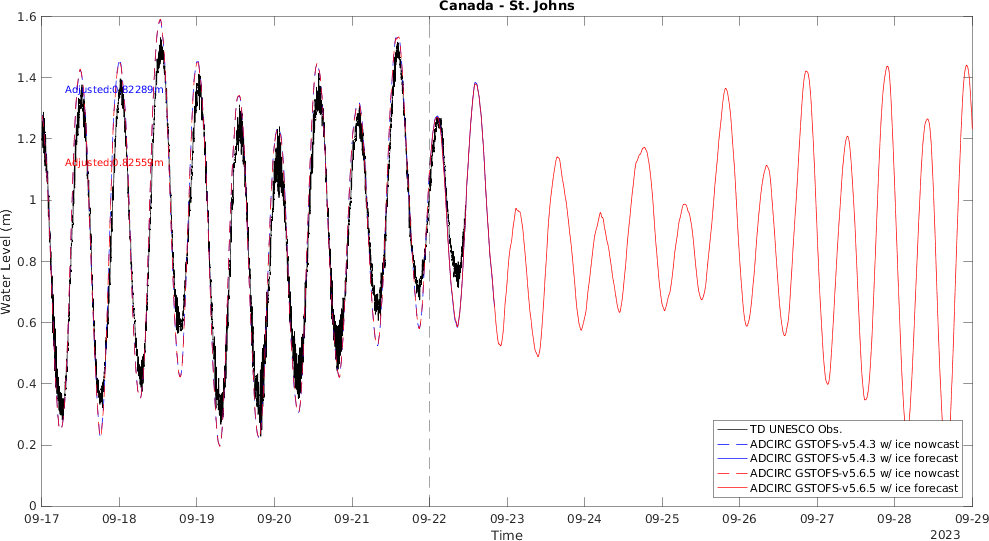 Canada - St. Johns
1.6
1.4
1.2
1
0.8
0.6
0.4
0.2
0
Water Level (m)
Adjusted:0.82289m
Adjusted:0.82559m
TD UNESCO Obs.
ADCIRC GSTOFS-v5.4.3 w/ ice nowcast
ADCIRC GSTOFS-v5.4.3 w/ ice forecast
ADCIRC GSTOFS-v5.6.5 w/ ice nowcast
ADCIRC GSTOFS-v5.6.5 w/ ice forecast
09-17 09-18 09-19 09-20 09-21 09-22 09-23 09-24 09-25 09-26 09-27 09-28 09-29
Time
2023